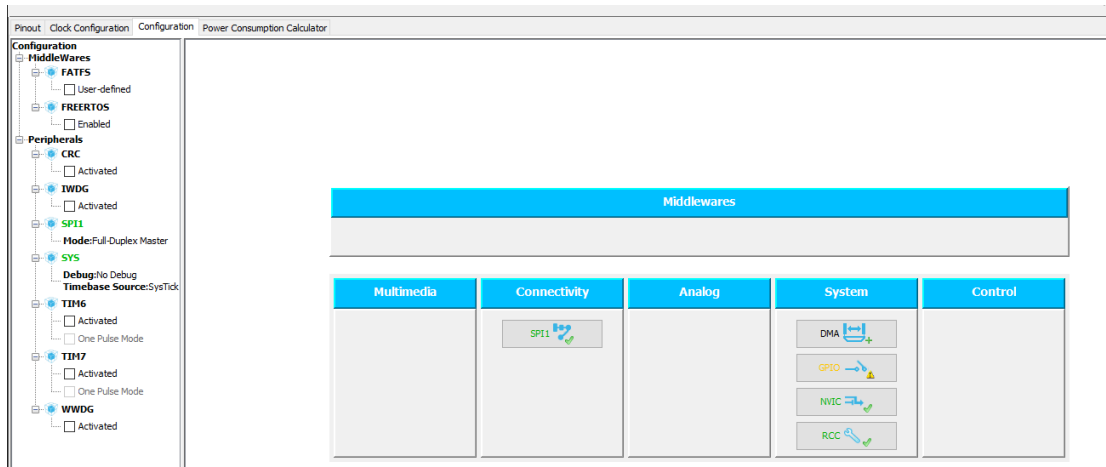 Pinout Clock Configuration Configuration Power Consumption Calculator
Configuration
MiddleWares
FATFS
User-defined
FREERTOS
Enabled
Peripherals
CRC
Activated
IWDG
Activated
SPI1
Mode:Full-Duplex Master
SYS
Debug:No Debug
Timebase Source:SysTick
TIM6
Activated
One Pulse Mode
TIM7
Activated
One Pulse Mode
WWDG
Activated
Middlewares
Multimedia Connectivity Analog System Control
SPI1 DMA
GPIO
NVIC
RCC